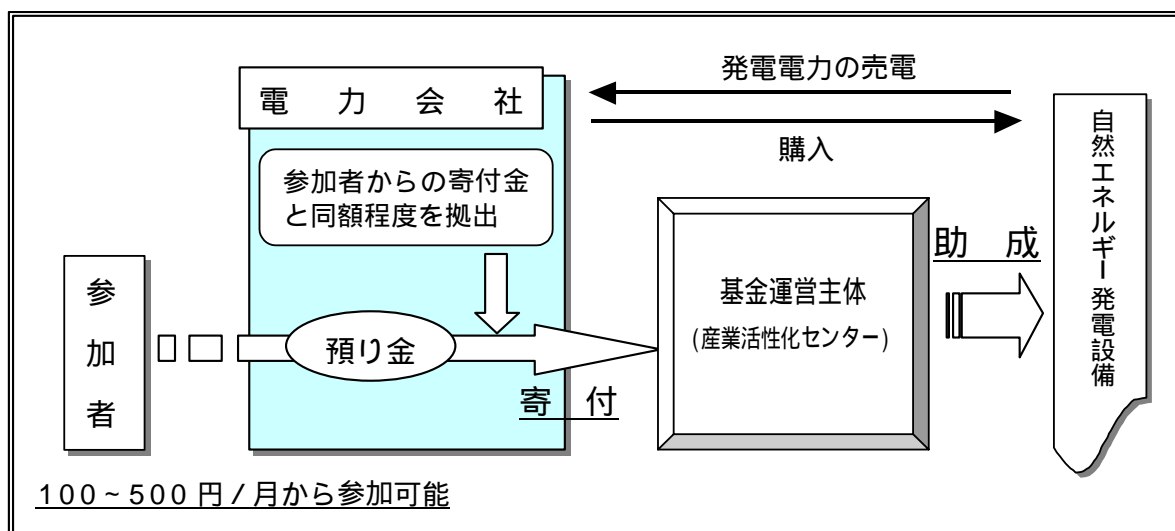 発電電力の売電
電力会社
購入
参加者からの寄付金
と同額程度を拠出
参加者
預り金
寄付
基金運営主体
(産業活性化センター)
助成
自然エネルギー発電設備
100~500円/月から参加可能